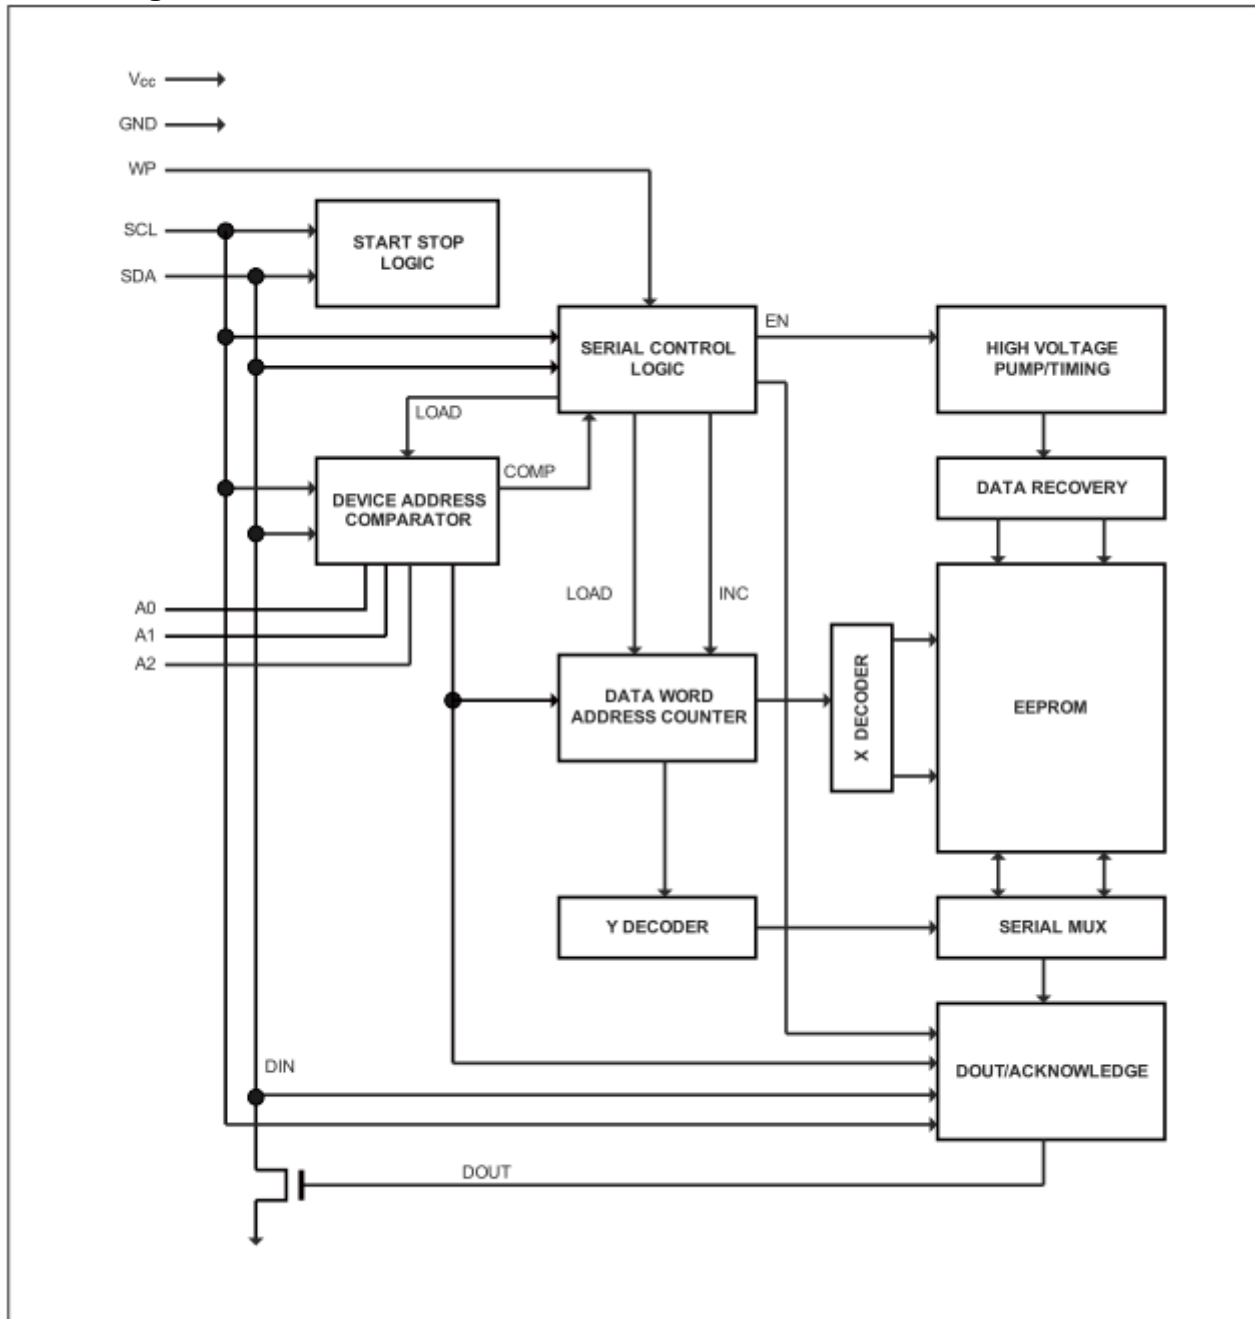 Vcc
GND
WP
SCL
SDA
START STOP
LOGIC
SERIAL CONTROL
LOGIC
EN
HIGH VOLTAGE
PUMP/TIMING
LOAD
COMP
DEVICE ADDRESS
COMPARATOR
DATA RECOVERY
A0
A1
A2
LOAD
INC
DATA WORD
ADDRESS COUNTER
X DECODER
EEPROM
Y DECODER
SERIAL MUX
DIN
DOUT/ACKNOWLEDGE
DOUT